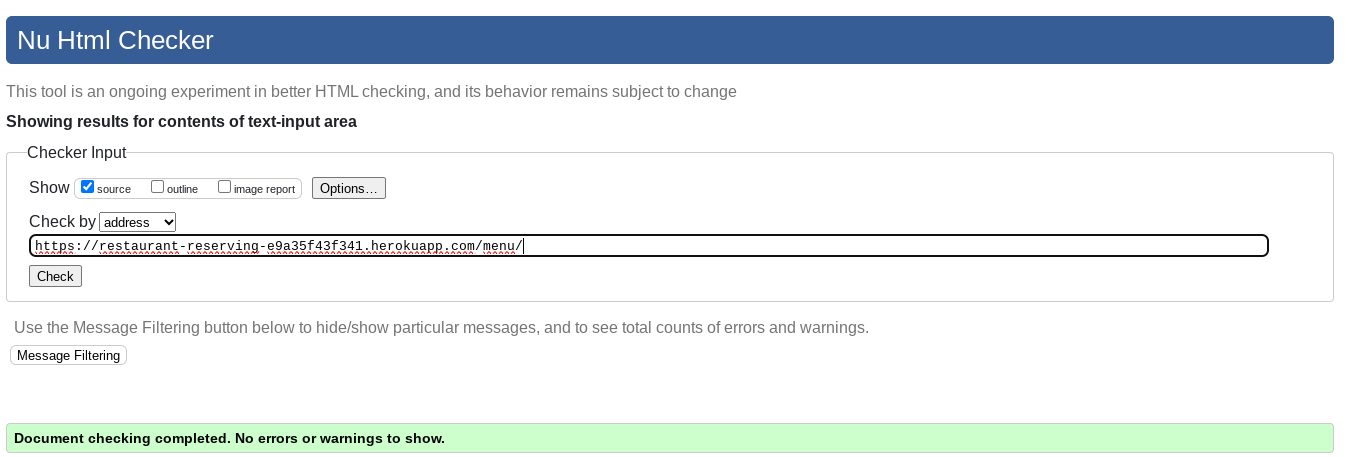 Nu Html Checker
This tool is an ongoing experiment in better HTML checking, and its behavior remains subject to change
Showing results for contents of text-input area
Checker Input
Show source outline image report Options…
Check by address
https://restaurant-reserving-e9a35f43f341.herokuapp.com/menu/
Check
Use the Message Filtering button below to hide/show particular messages, and to see total counts of errors and warnings.
Message Filtering
Document checking completed. No errors or warnings to show.